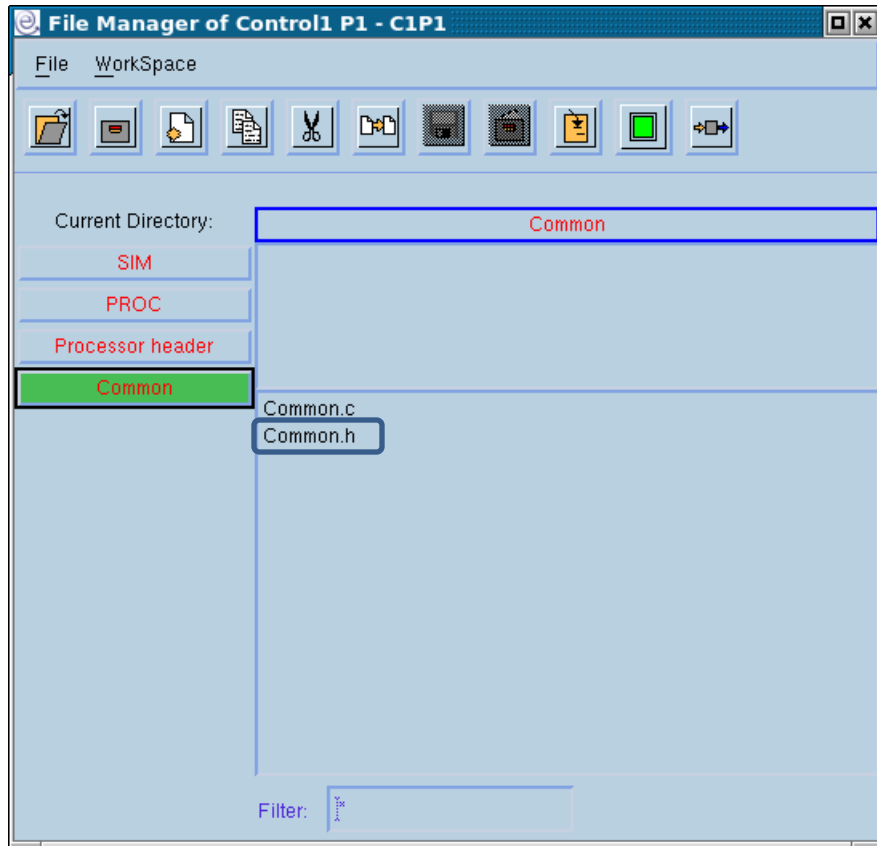 File Manager of Control1 P1 - C1P1
File WorkSpace
Current Directory:
Common
SIM
PROC
Processor header
Common
Common.c
Common.h
Filter: *